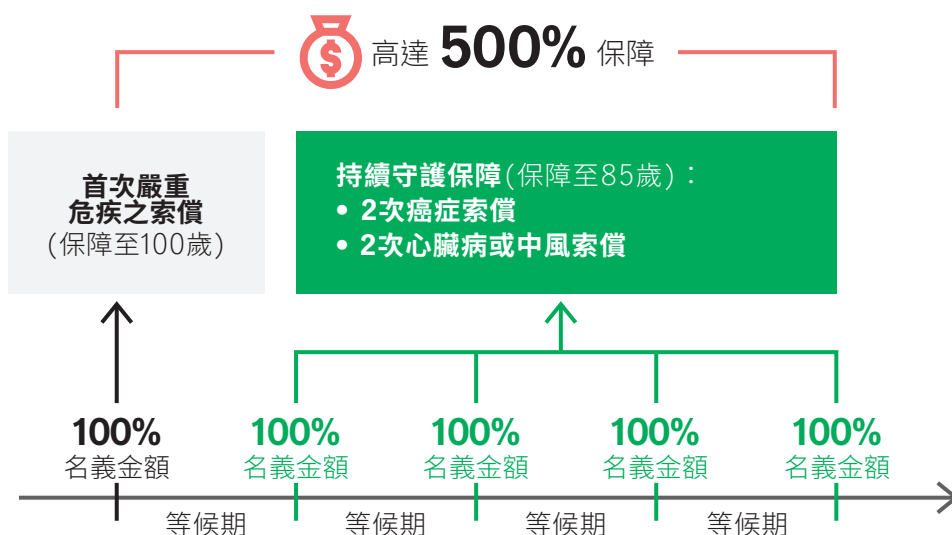 高達 500% 保障
首次嚴重
危疾之索償
(保障至100歲)
持續守護保障(保障至85歲)：
• 2次癌症索償
• 2次心臟病或中風索償
100% 100% 100% 100% 100%
名義金額 名義金額 名義金額 名義金額 名義金額
等候期 等候期 等候期 等候期